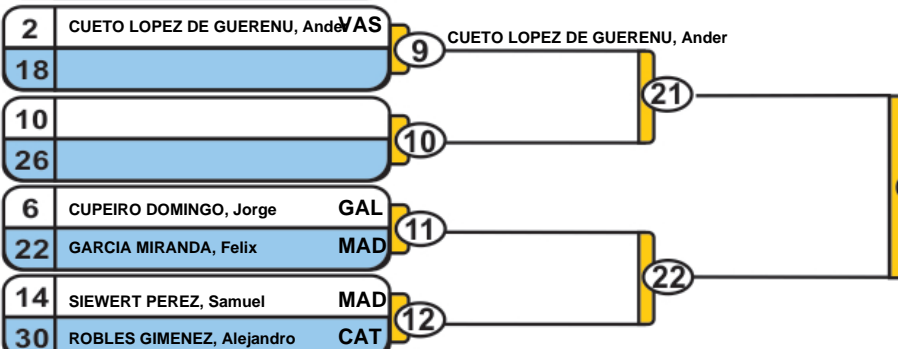 2 CUETO LOPEZ DE GUERENU, Ander VAS
9 CUETO LOPEZ DE GUERENU, Ander
18
21
10
10
26
6 CUPEIRO DOMINGO, Jorge GAL
11
22 GARCIA MIRANDA, Felix MAD
22
14 SIEWERT PEREZ, Samuel MAD
12
30 ROBLES GIMENEZ, Alejandro CAT